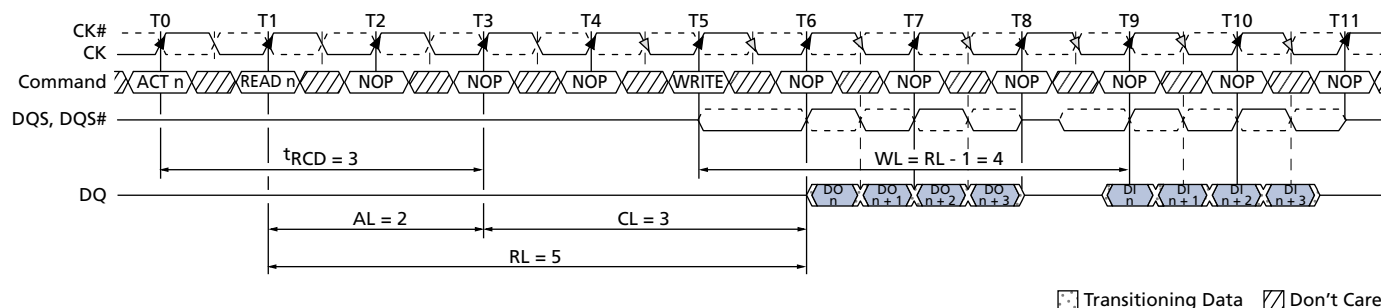 T0 T1 T2 T3 T4 T5 T6 T7 T8 T9 T10 T11
CK#
CK
Command ACT n READ n NOP NOP NOP WRITE NOP NOP NOP NOP NOP NOP
DQS, DQS#
tRCD = 3 WL = RL - 1 = 4
DQ DO n DO n + 1 DO n + 2 DO n + 3 DI n DI n + 1 DI n + 2 DI n + 3
AL = 2 CL = 3
RL = 5
Transitioning Data Don't Care